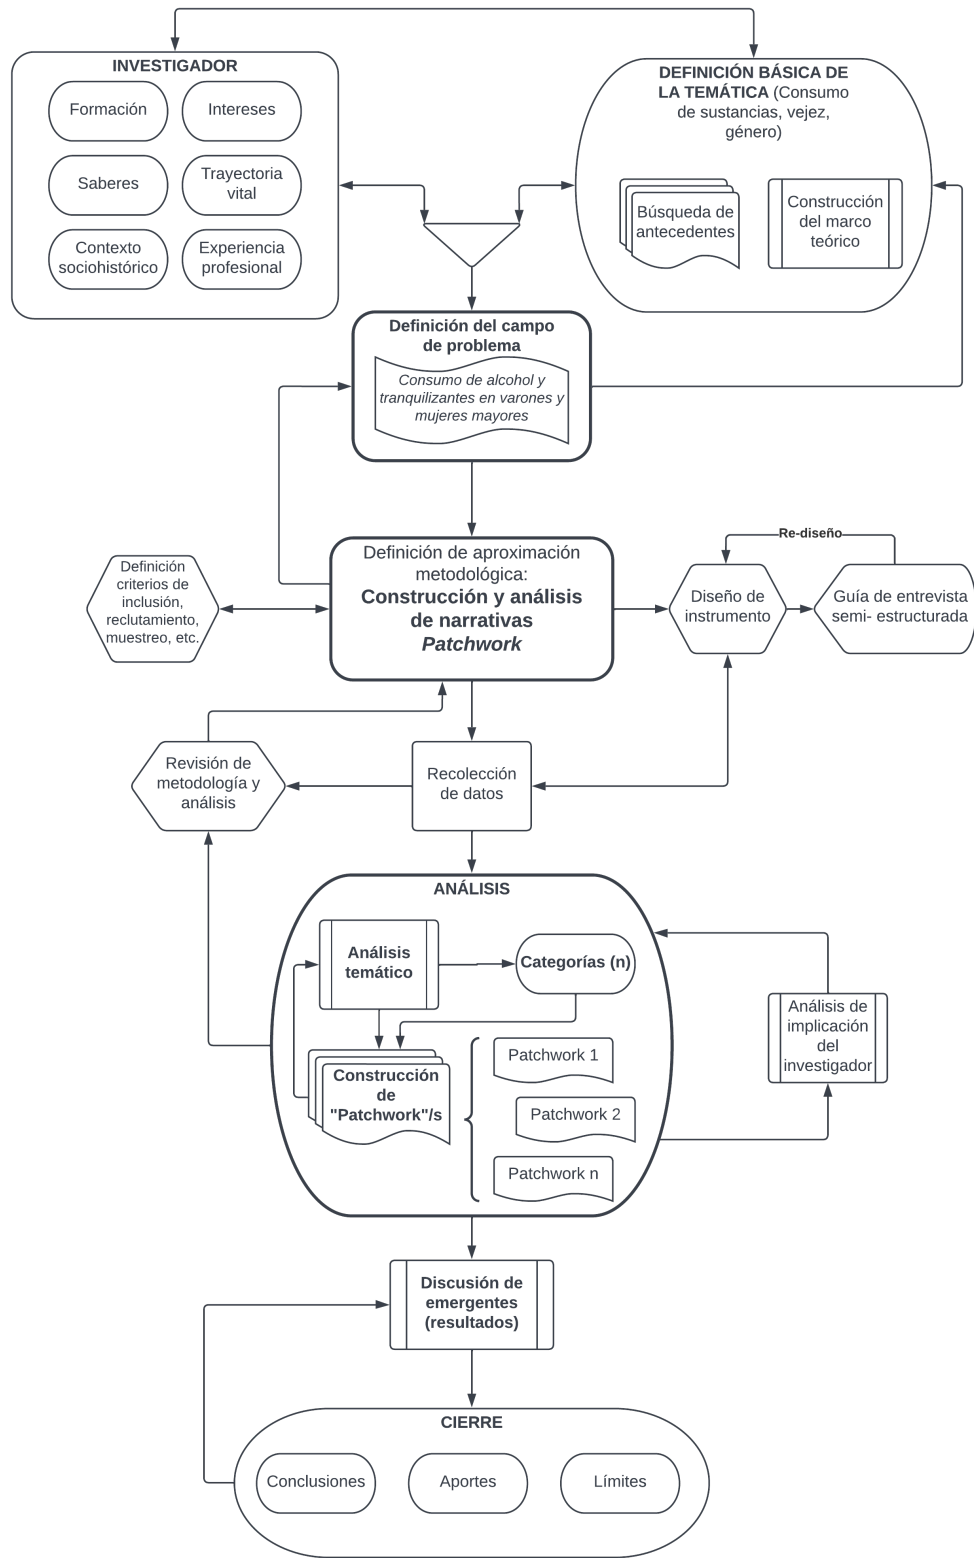 INVESTIGADOR
Formación
Intereses
Saberes
Trayectoria
vital
Contexto
sociohistórico
Experiencia
profesional
DEFINICIÓN BÁSICA DE
LA TEMÁTICA (Consumo
de sustancias, vejez,
género)
Búsqueda de
antecedentes
Construcción
del marco
teórico
Definición del campo
de problema
Consumo de alcohol y
tranquilizantes en varones y
mujeres mayores
Definición de aproximación
metodológica:
Construcción y análisis
de narrativas
Patchwork
Definición
criterios de
inclusión,
reclutamiento,
muestreo, etc.
Re-diseño
Diseño de
instrumento
Guía de entrevista
semi- estructurada
Revisión de
metodología y
análisis
Recolección
de datos
ANÁLISIS
Análisis
temático
Categorías (n)
Construcción
de
"Patchwork"/s
Patchwork 1
Patchwork 2
Patchwork n
Análisis de
implicación
del
investigador
Discusión de
emergentes
(resultados)
CIERRE
Conclusiones
Aportes
Límites